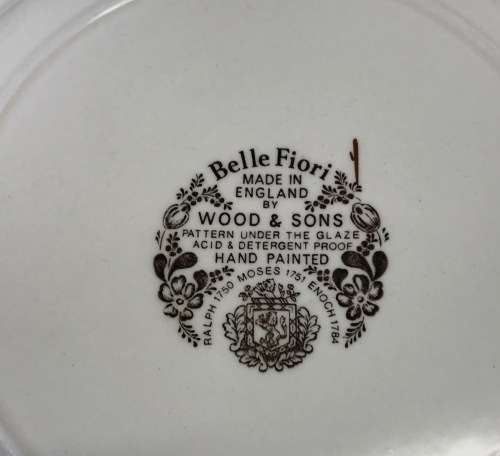 Belle Fiori
MADE IN
ENGLAND
BY
WOOD & SONS
PATTERN UNDER THE GLAZE
ACID & DETERGENT PROOF
HAND PAINTED
RALPH 1750 MOSES 1751 ENOCH 1784